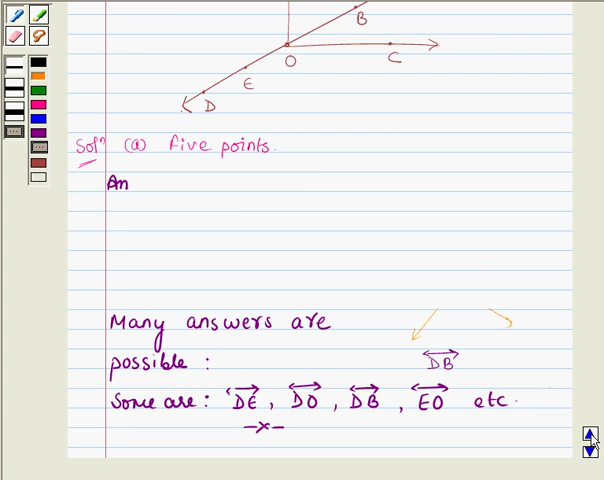 B
O
C
E
D
Solⁿ (a) Five points.
An
Many answers are
possible :
DB
Some are : DE , DO , DB , EO etc.
-x-